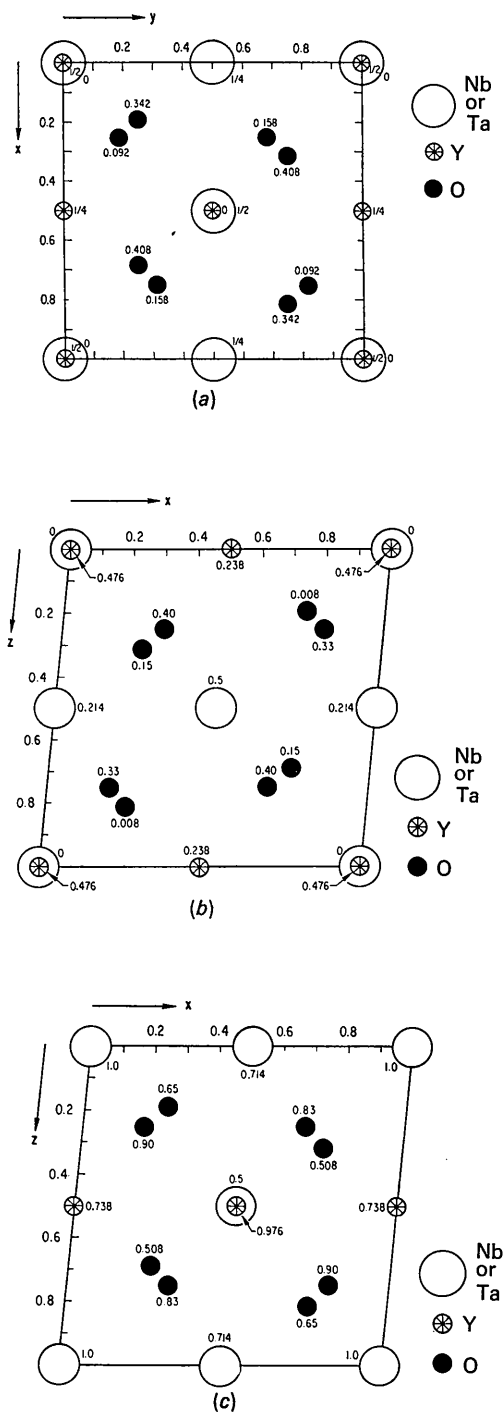 y
0.2 0.4 0.6 0.8
1/2 0 1/4 1/2 0
x
0.2
0.4
0.6
0.8
0.342
0.092
0.158
0.408
1/4
0
1/2
1/4
0.408
0.158
0.092
0.342
1/2 0 1/4 1/2 0
Nb
or
Ta
Y
O
(a)
x
0 0.2 0.4 0.6 0.8 0
0.476 0.238 0.476
z
0.2
0.4
0.6
0.8
0.40
0.15
0.008
0.33
0.5
0.214 0.214
0.33
0.008
0.15
0.40
0 0.238 0
0.476 0.476
Nb
or
Ta
Y
O
(b)
x
0.2 0.4 0.6 0.8
1.0 0.714 1.0
z
0.2
0.4
0.6
0.8
0.65
0.90
0.83
0.508
0.5
0.738 0.738
0.976
0.508
0.83
0.90
0.65
0.714
1.0 1.0
Nb
or
Ta
Y
O
(c)